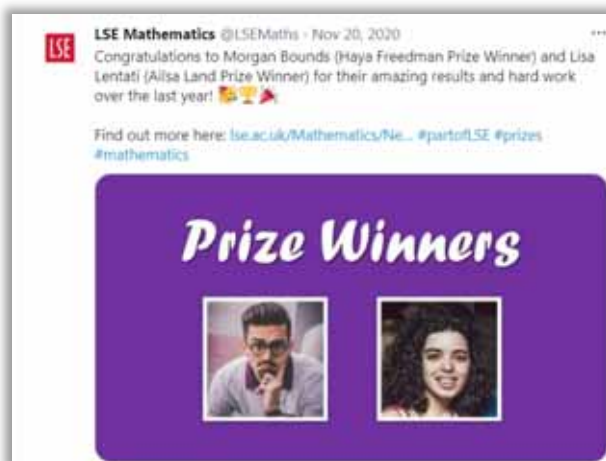 LSE
LSE Mathematics @LSEMaths · Nov 20, 2020
Congratulations to Morgan Bounds (Haya Freedman Prize Winner) and Lisa
Lentati (Ailsa Land Prize Winner) for their amazing results and hard work
over the last year! 🥳🏆🎉
Find out more here: lse.ac.uk/Mathematics/Ne... #partofLSE #prizes
#mathematics
Prize Winners